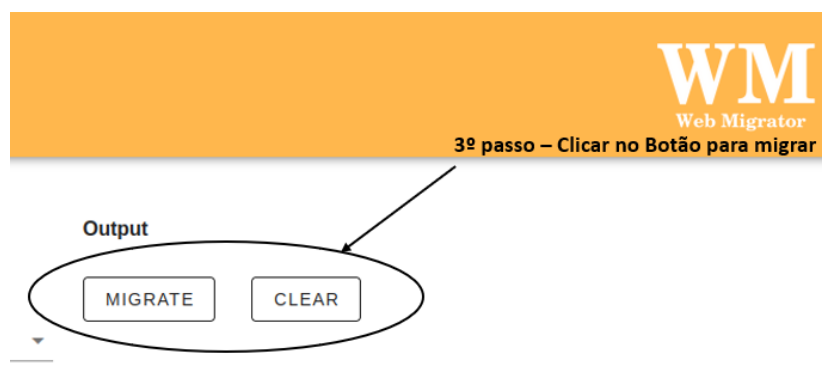 WM
Web Migrator
3º passo – Clicar no Botão para migrar
Output
MIGRATE CLEAR